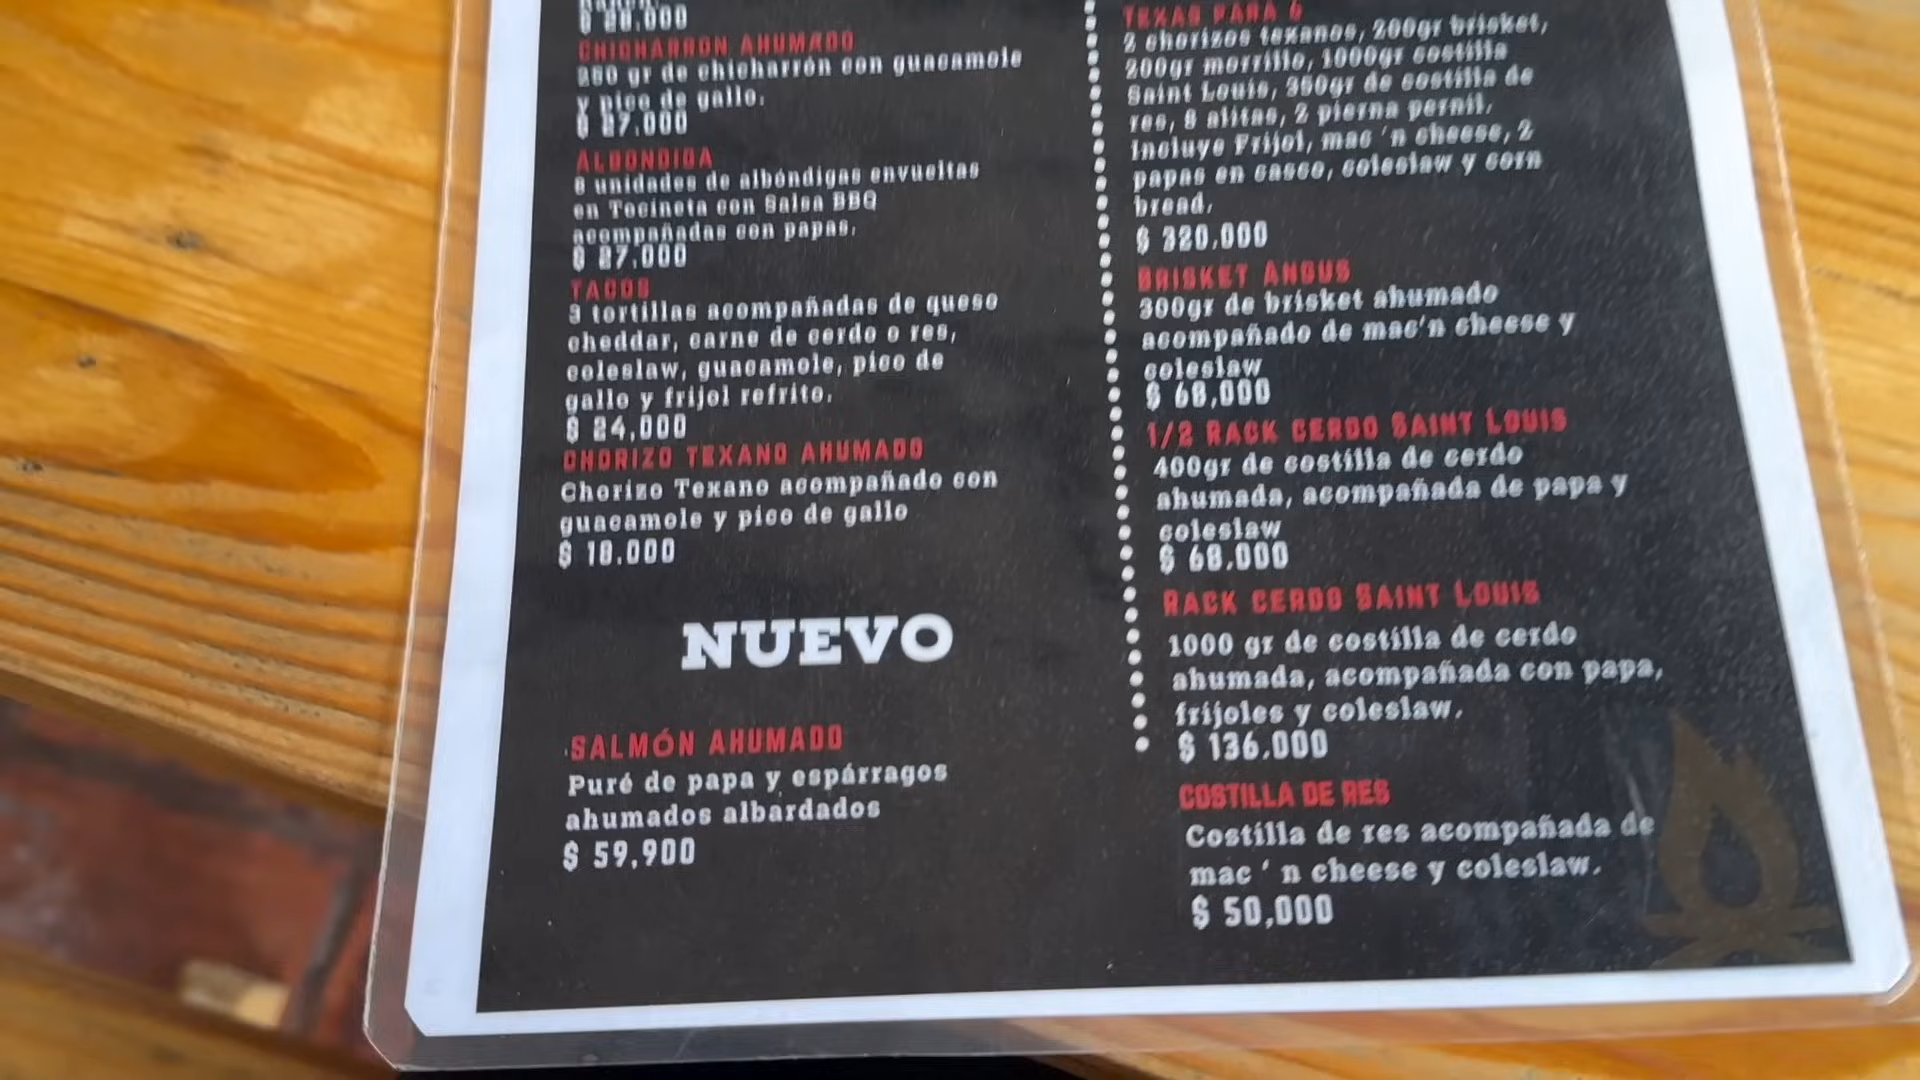 $ 28.000
CHICHARRON AHUMADO
250 gr de chicharrón con guacamole
y pico de gallo.
$ 27.000
ALBONDIGA
6 unidades de albóndigas envueltas
en Tocineta con Salsa BBQ
acompañadas con papas.
$ 27.000
TACOS
3 tortillas acompañadas de queso
cheddar, carne de cerdo o res,
coleslaw, guacamole, pico de
gallo y frijol refrito.
$ 24,000
CHORIZO TEXANO AHUMADO
Chorizo Texano acompañado con
guacamole y pico de gallo
$ 18.000
NUEVO
SALMÓN AHUMADO
Puré de papa y espárragos
ahumados albardados
$ 59,900
TEXAS PARA 6
2 chorizos texanos, 200gr brisket,
200gr morrillo, 1000gr costilla
Saint Louis, 350gr de costilla de
res, 8 alitas, 2 pierna pernil.
Incluye Frijol, mac 'n cheese, 2
papas en casco, coleslaw y corn
bread.
$ 320.000
BRISKET ANGUS
300gr de brisket ahumado
acompañado de mac'n cheese y
coleslaw
$ 68,000
1/2 RACK CERDO SAINT LOUIS
400gr de costilla de cerdo
ahumada, acompañada de papa y
coleslaw
$ 68.000
RACK CERDO SAINT LOUIS
1000 gr de costilla de cerdo
ahumada, acompañada con papa,
frijoles y coleslaw.
$ 136.000
COSTILLA DE RES
Costilla de res acompañada de
mac ' n cheese y coleslaw.
$ 50,000